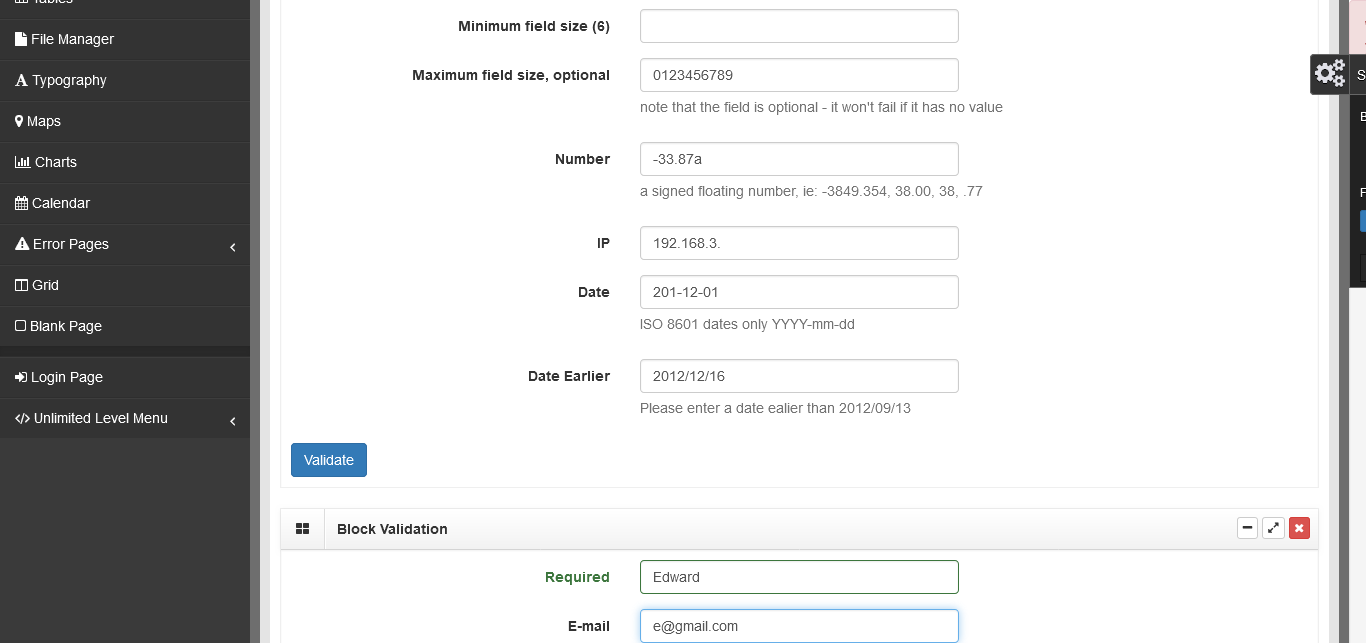 Tables
File Manager
Typography
Maps
Charts
Calendar
Error Pages
Grid
Blank Page
Login Page
Unlimited Level Menu
Minimum field size (6)
Maximum field size, optional
0123456789
note that the field is optional - it won't fail if it has no value
Number
-33.87a
a signed floating number, ie: -3849.354, 38.00, 38, .77
IP
192.168.3.
Date
201-12-01
ISO 8601 dates only YYYY-mm-dd
Date Earlier
2012/12/16
Please enter a date ealier than 2012/09/13
Validate
Block Validation
Required
Edward
E-mail
e@gmail.com